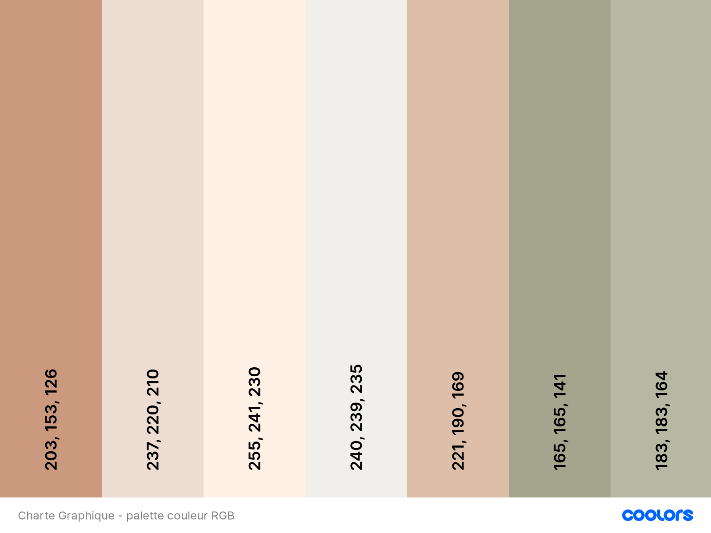 203, 153, 126
237, 220, 210
255, 241, 230
240, 239, 235
221, 190, 169
165, 165, 141
183, 183, 164
Charte Graphique - palette couleur RGB
coolors